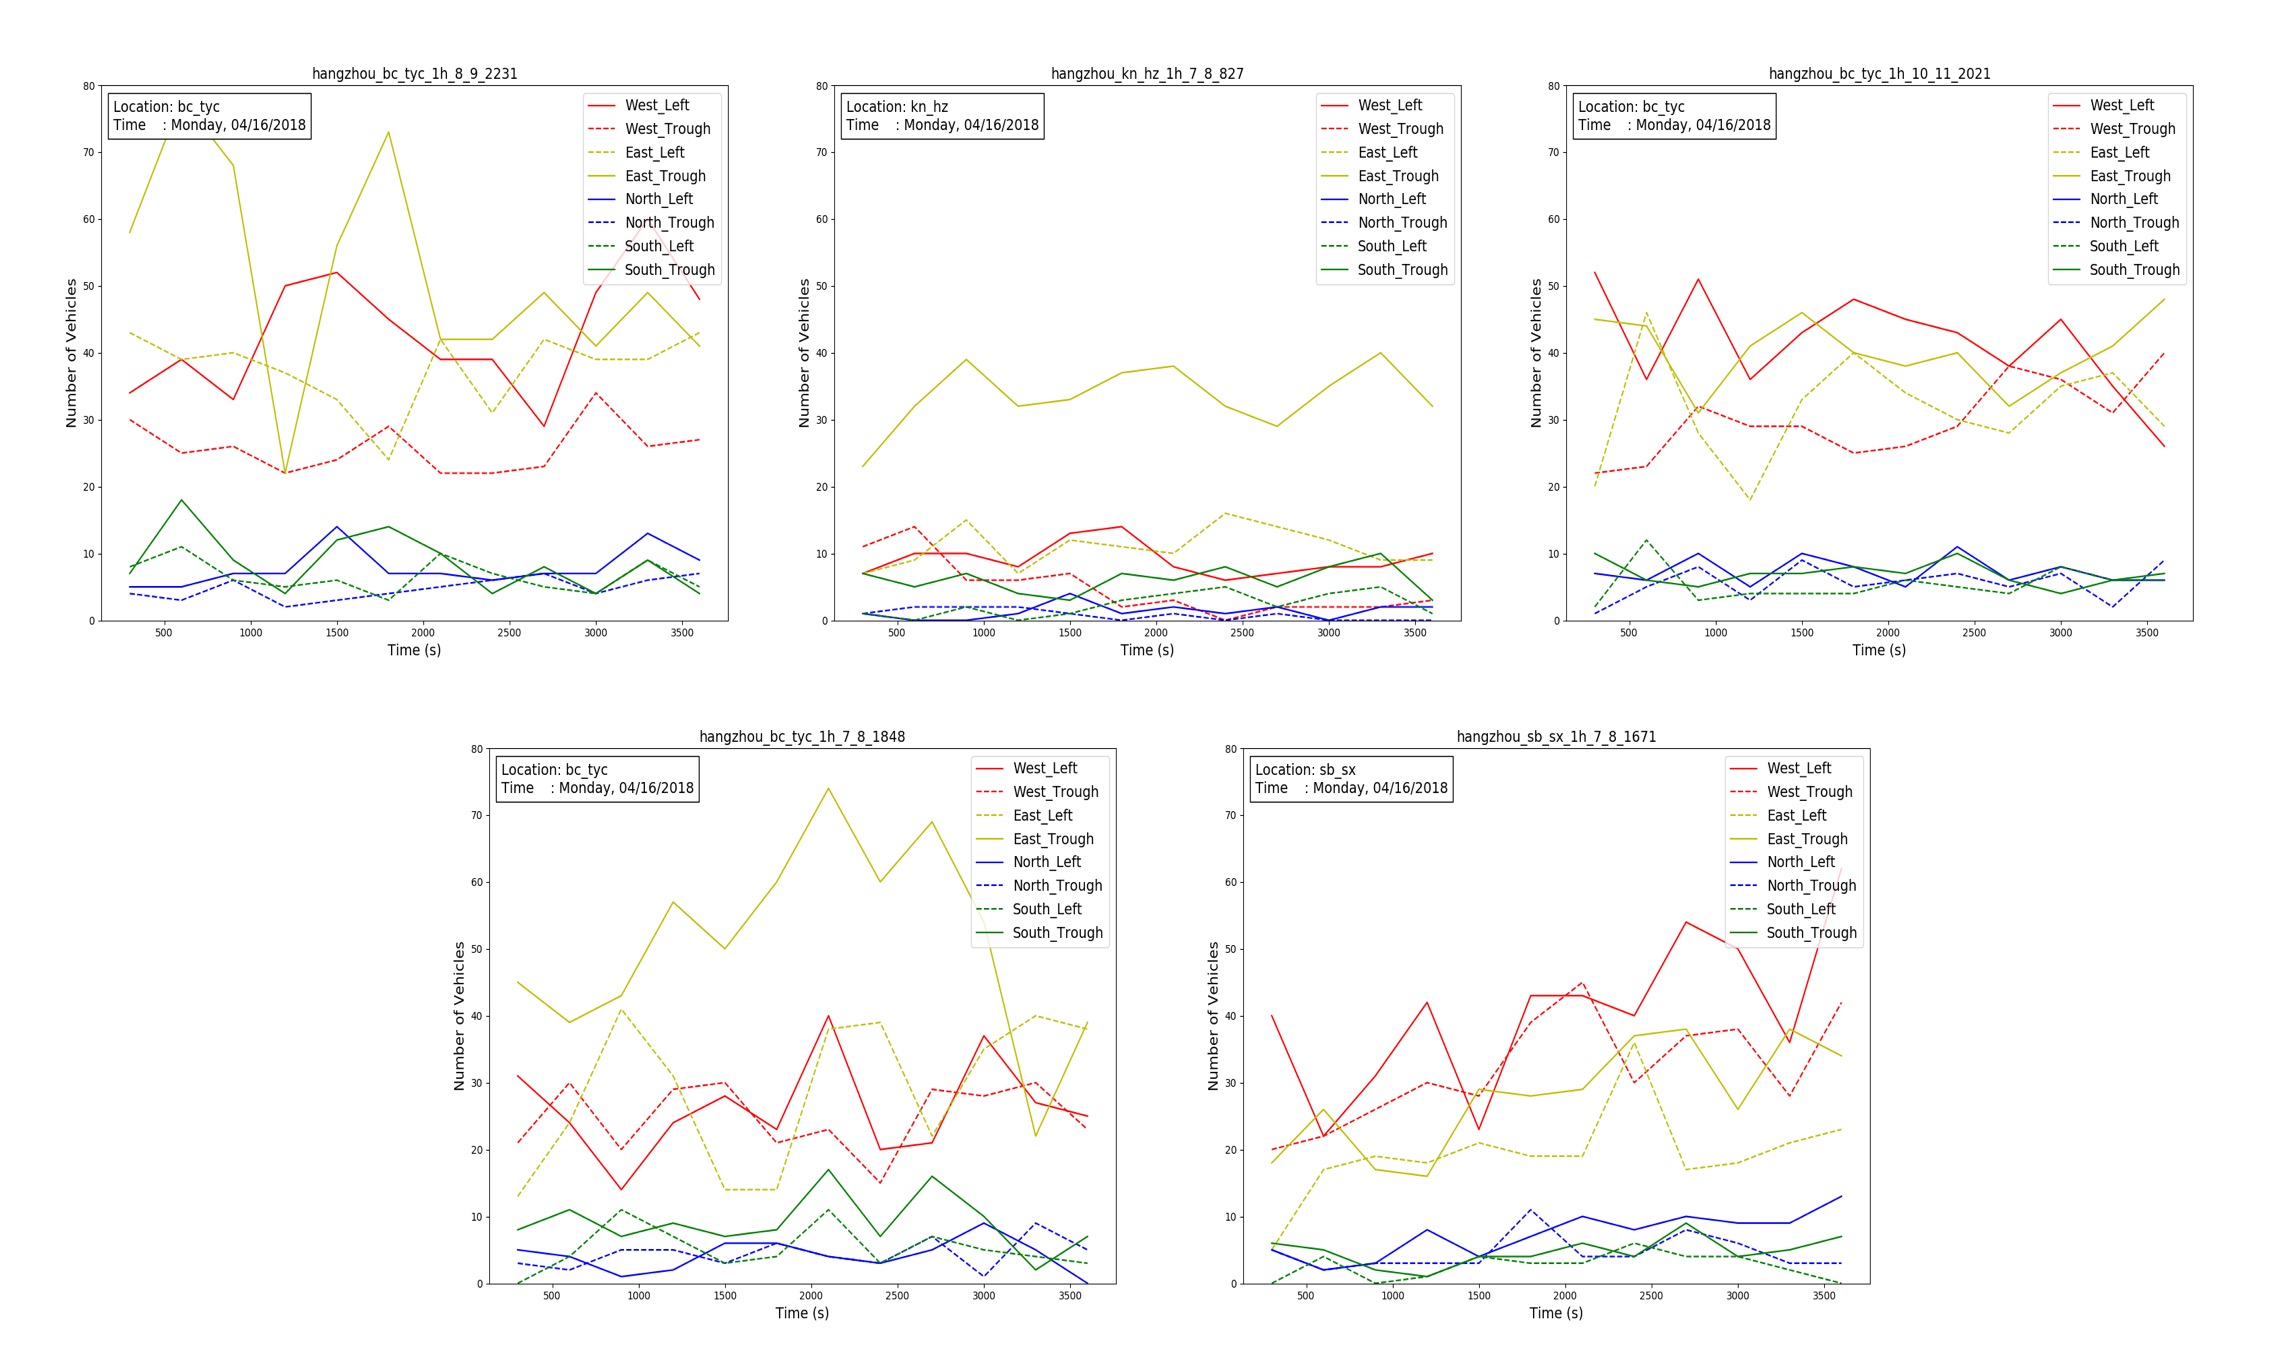 hangzhou_bc_tyc_1h_8_9_2231
Location: bc_tyc
Time : Monday, 04/16/2018
West_Left
West_Trough
East_Left
East_Trough
North_Left
North_Trough
South_Left
South_Trough
Number of Vehicles
80
70
60
50
40
30
20
10
0
500 1000 1500 2000 2500 3000 3500
Time (s)
hangzhou_kn_hz_1h_7_8_827
Location: kn_hz
Time : Monday, 04/16/2018
West_Left
West_Trough
East_Left
East_Trough
North_Left
North_Trough
South_Left
South_Trough
Number of Vehicles
80
70
60
50
40
30
20
10
0
500 1000 1500 2000 2500 3000 3500
Time (s)
hangzhou_bc_tyc_1h_10_11_2021
Location: bc_tyc
Time : Monday, 04/16/2018
West_Left
West_Trough
East_Left
East_Trough
North_Left
North_Trough
South_Left
South_Trough
Number of Vehicles
80
70
60
50
40
30
20
10
0
500 1000 1500 2000 2500 3000 3500
Time (s)
hangzhou_bc_tyc_1h_7_8_1848
Location: bc_tyc
Time : Monday, 04/16/2018
West_Left
West_Trough
East_Left
East_Trough
North_Left
North_Trough
South_Left
South_Trough
Number of Vehicles
80
70
60
50
40
30
20
10
0
500 1000 1500 2000 2500 3000 3500
Time (s)
hangzhou_sb_sx_1h_7_8_1671
Location: sb_sx
Time : Monday, 04/16/2018
West_Left
West_Trough
East_Left
East_Trough
North_Left
North_Trough
South_Left
South_Trough
Number of Vehicles
80
70
60
50
40
30
20
10
0
500 1000 1500 2000 2500 3000 3500
Time (s)